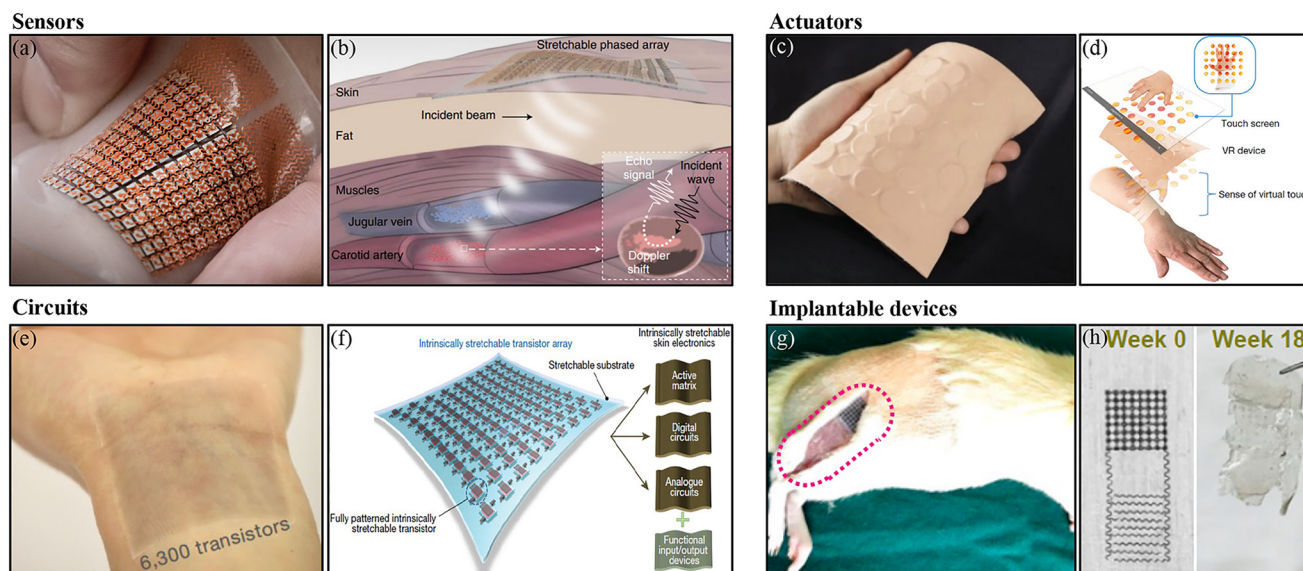 Sensors
Actuators
(a)
(b)
Stretchable phased array
Skin
Incident beam
Fat
Echo
signal
Incident
wave
Muscles
Jugular vein
Carotid artery
Doppler
shift
(c)
(d)
Touch screen
VR device
Sense of virtual touch
Circuits
Implantable devices
(e)
6,300 transistors
(f)
Intrinsically stretchable transistor array
Intrinsically stretchable
skin electronics
Stretchable substrate
Active
matrix
Digital
circuits
Analogue
circuits
+
Functional
input/output
devices
Fully patterned intrinsically
stretchable transistor
(g)
(h)
Week 0
Week 18